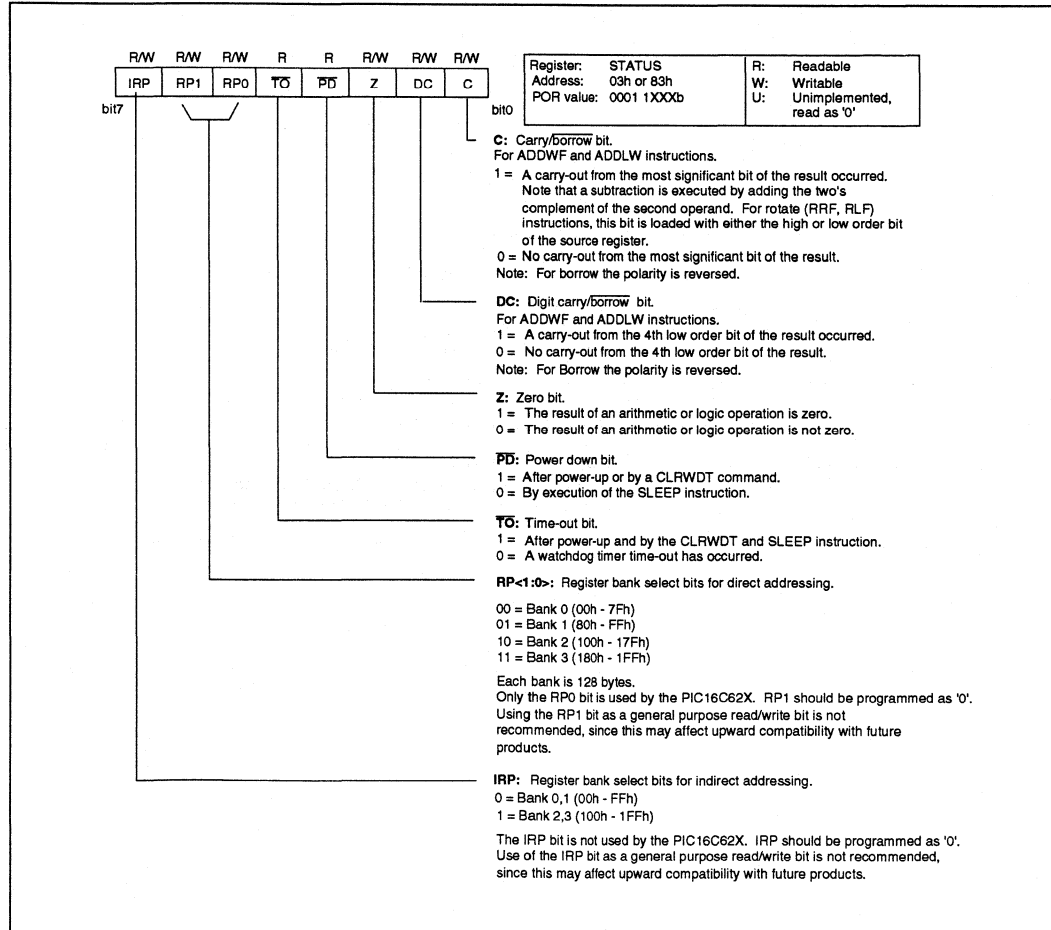 R/W R/W R/W R R R/W R/W R/W
IRP RP1 RP0 T̅O̅ P̅D̅ Z DC C
bit7 bit0
Register: STATUS
Address: 03h or 83h
POR value: 0001 1XXXb
R: Readable
W: Writable
U: Unimplemented,
read as '0'
C: Carry/b̅o̅r̅r̅o̅w̅ bit.
For ADDWF and ADDLW instructions.
1 = A carry-out from the most significant bit of the result occurred.
Note that a subtraction is executed by adding the two's
complement of the second operand. For rotate (RRF, RLF)
instructions, this bit is loaded with either the high or low order bit
of the source register.
0 = No carry-out from the most significant bit of the result.
Note: For borrow the polarity is reversed.
DC: Digit carry/b̅o̅r̅r̅o̅w̅ bit.
For ADDWF and ADDLW instructions.
1 = A carry-out from the 4th low order bit of the result occurred.
0 = No carry-out from the 4th low order bit of the result.
Note: For Borrow the polarity is reversed.
Z: Zero bit.
1 = The result of an arithmetic or logic operation is zero.
0 = The result of an arithmetic or logic operation is not zero.
P̅D̅: Power down bit.
1 = After power-up or by a CLRWDT command.
0 = By execution of the SLEEP instruction.
T̅O̅: Time-out bit.
1 = After power-up and by the CLRWDT and SLEEP instruction.
0 = A watchdog timer time-out has occurred.
RP<1:0>: Register bank select bits for direct addressing.
00 = Bank 0 (00h - 7Fh)
01 = Bank 1 (80h - FFh)
10 = Bank 2 (100h - 17Fh)
11 = Bank 3 (180h - 1FFh)
Each bank is 128 bytes.
Only the RP0 bit is used by the PIC16C62X. RP1 should be programmed as '0'.
Using the RP1 bit as a general purpose read/write bit is not
recommended, since this may affect upward compatibility with future
products.
IRP: Register bank select bits for indirect addressing.
0 = Bank 0,1 (00h - FFh)
1 = Bank 2,3 (100h - 1FFh)
The IRP bit is not used by the PIC16C62X. IRP should be programmed as '0'.
Use of the IRP bit as a general purpose read/write bit is not recommended,
since this may affect upward compatibility with future products.